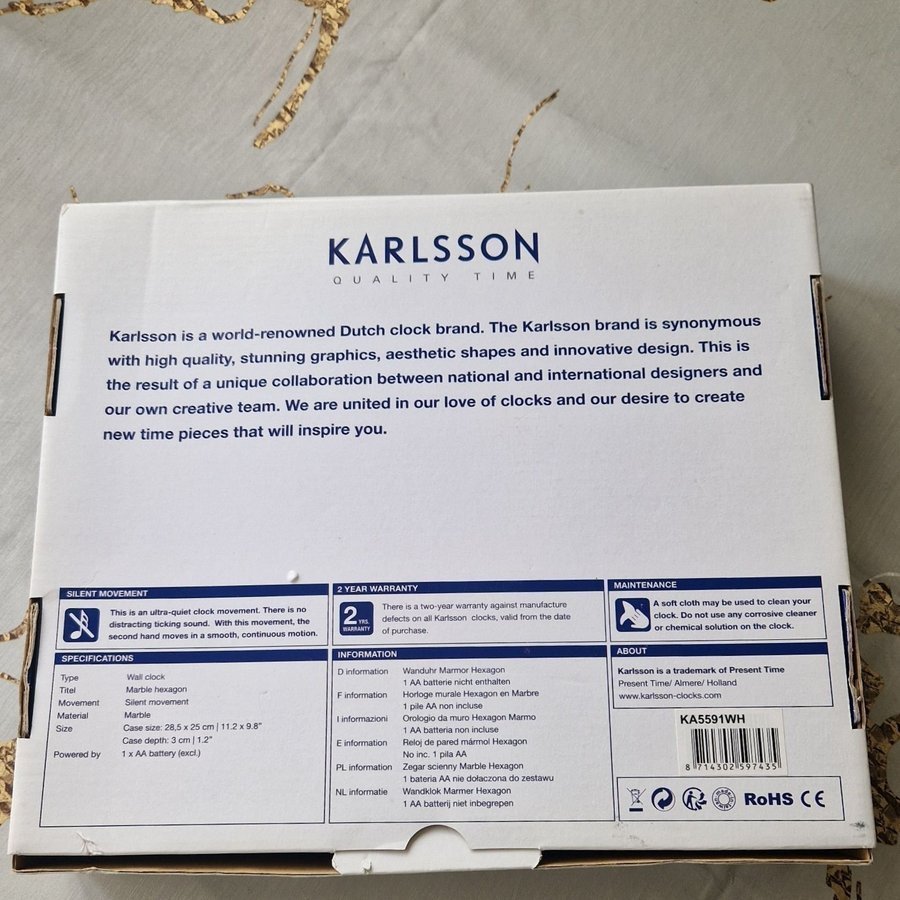 KARLSSON
QUALITY TIME
Karlsson is a world-renowned Dutch clock brand. The Karlsson brand is synonymous
with high quality, stunning graphics, aesthetic shapes and innovative design. This is
the result of a unique collaboration between national and international designers and
our own creative team. We are united in our love of clocks and our desire to create
new time pieces that will inspire you.
SILENT MOVEMENT
This is an ultra-quiet clock movement. There is no
distracting ticking sound. With this movement, the
second hand moves in a smooth, continuous motion.
2 YEAR WARRANTY
2 YRS.
WARRANTY
There is a two-year warranty against manufacture
defects on all Karlsson clocks, valid from the date
of purchase.
MAINTENANCE
A soft cloth may be used to clean your
clock. Do not use any corrosive cleaner
or chemical solution on the clock.
SPECIFICATIONS
Type Wall clock
Titel Marble hexagon
Movement Silent movement
Material Marble
Size Case size: 28,5 x 25 cm | 11.2 x 9.8"
Case depth: 3 cm | 1.2"
Powered by 1 x AA battery (excl.)
INFORMATION
D information Wanduhr Marmor Hexagon
1 AA batterie nicht enthalten
F information Horloge murale Hexagon en Marbre
1 pile AA non incluse
I informazioni Orologio da muro Hexagon Marmo
1 AA batteria non incluse
E information Reloj de pared mármol Hexagon
No inc. 1 pila AA
PL information Zegar scienny Marble Hexagon
1 bateria AA nie dołaczona do zestawu
NL informatie Wandklok Marmer Hexagon
1 AA batterij niet inbegrepen
ABOUT
Karlsson is a trademark of Present Time
Present Time/ Almere/ Holland
www.karlsson-clocks.com
KA5591WH
8 714302 597435
RoHS CE